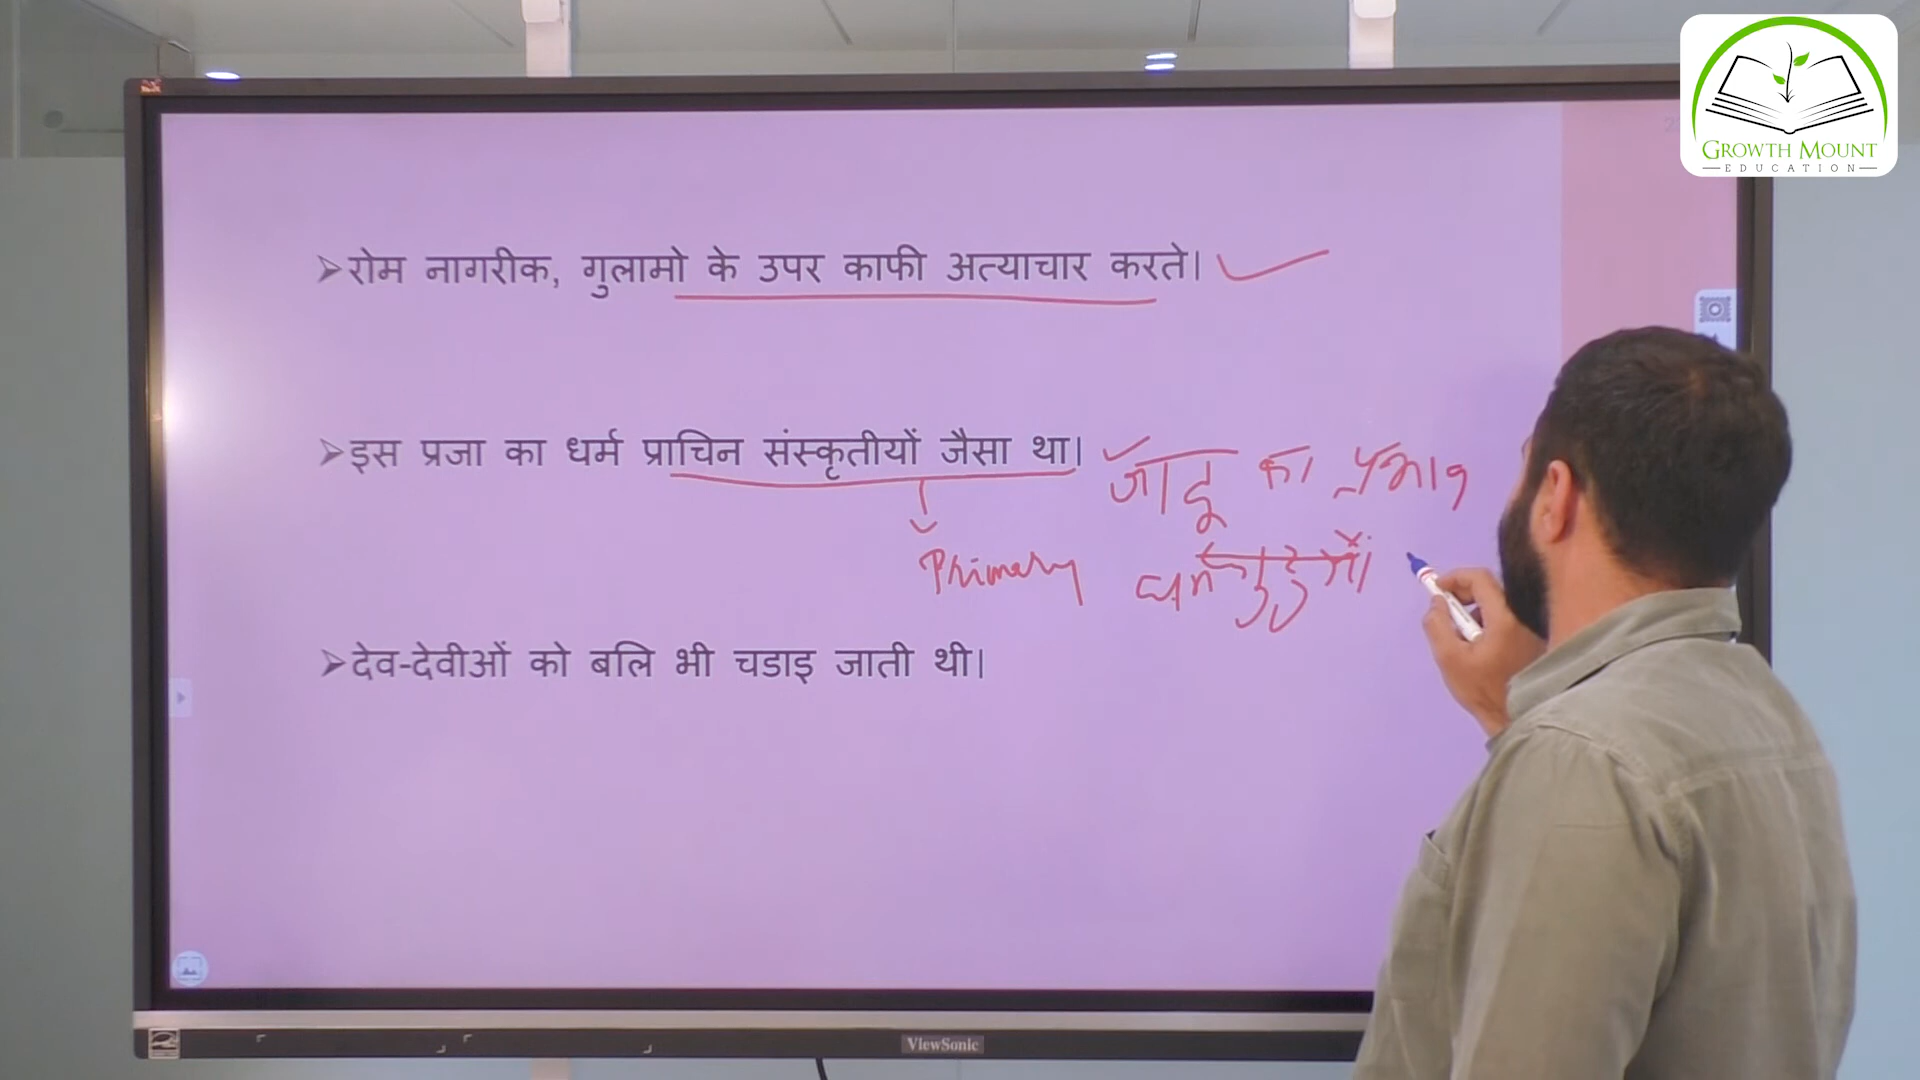 GROWTH MOUNT
EDUCATION
➢रोम नागरीक, गुलामो के उपर काफी अत्याचार करते।
➢इस प्रजा का धर्म प्राचिन संस्कृतीयों जैसा था।
जादू का प्रभाव
Primary
➢देव-देवीओं को बलि भी चडाइ जाती थी।
ViewSonic